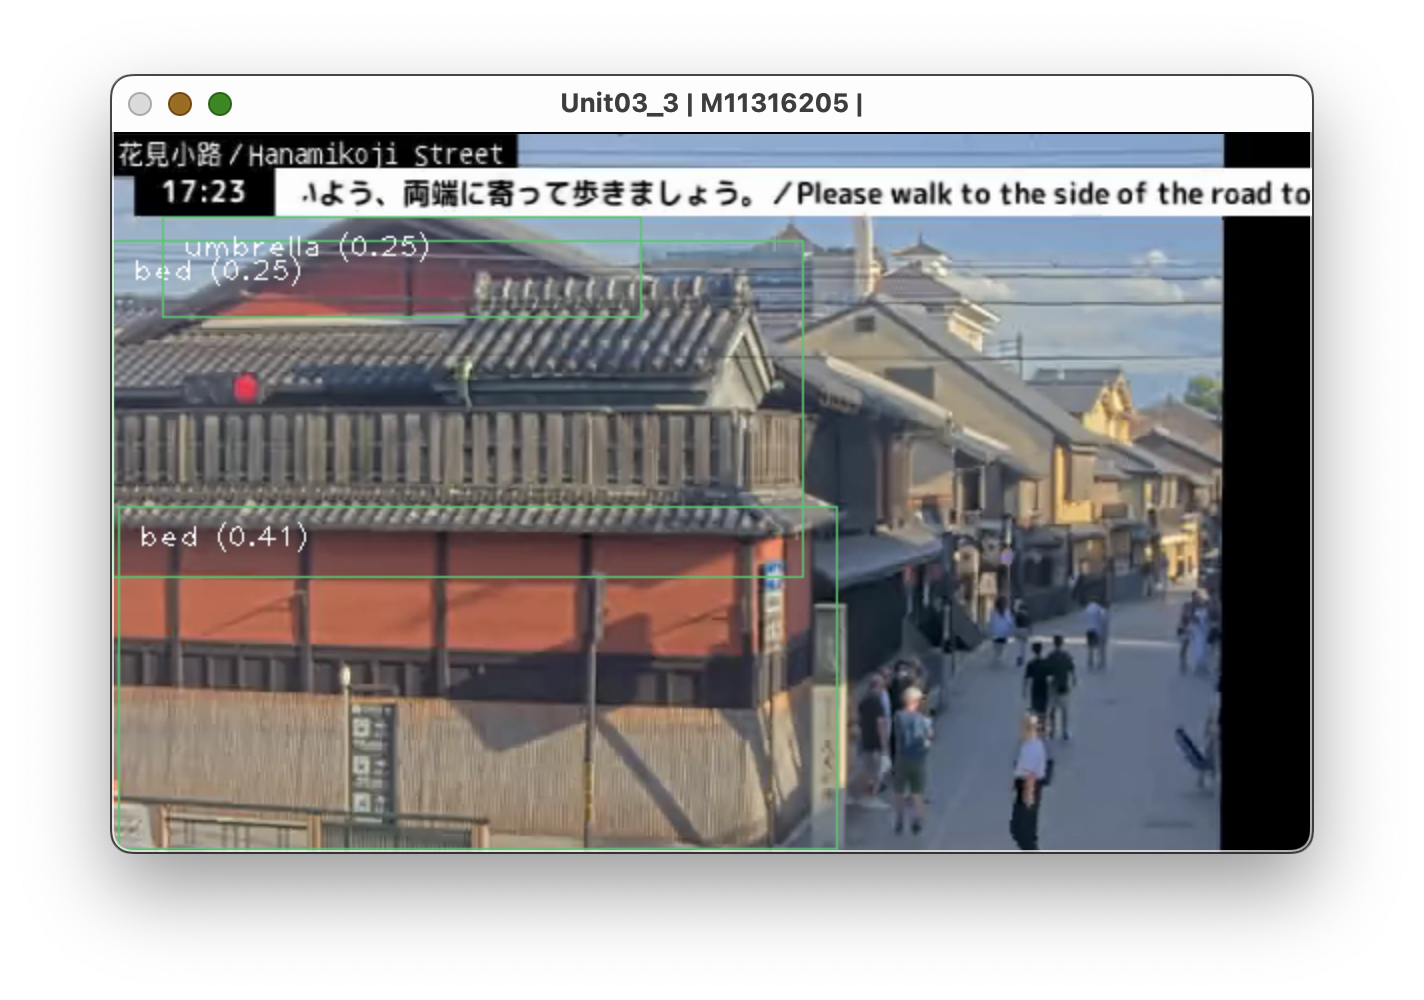 Unit03_3 | M11316205 |
花見小路/Hanamikoji Street
17:23
よう、両端に寄って歩きましょう。/Please walk to the side of the road to
umbrella (0.25)
bed (0.25)
bed (0.41)